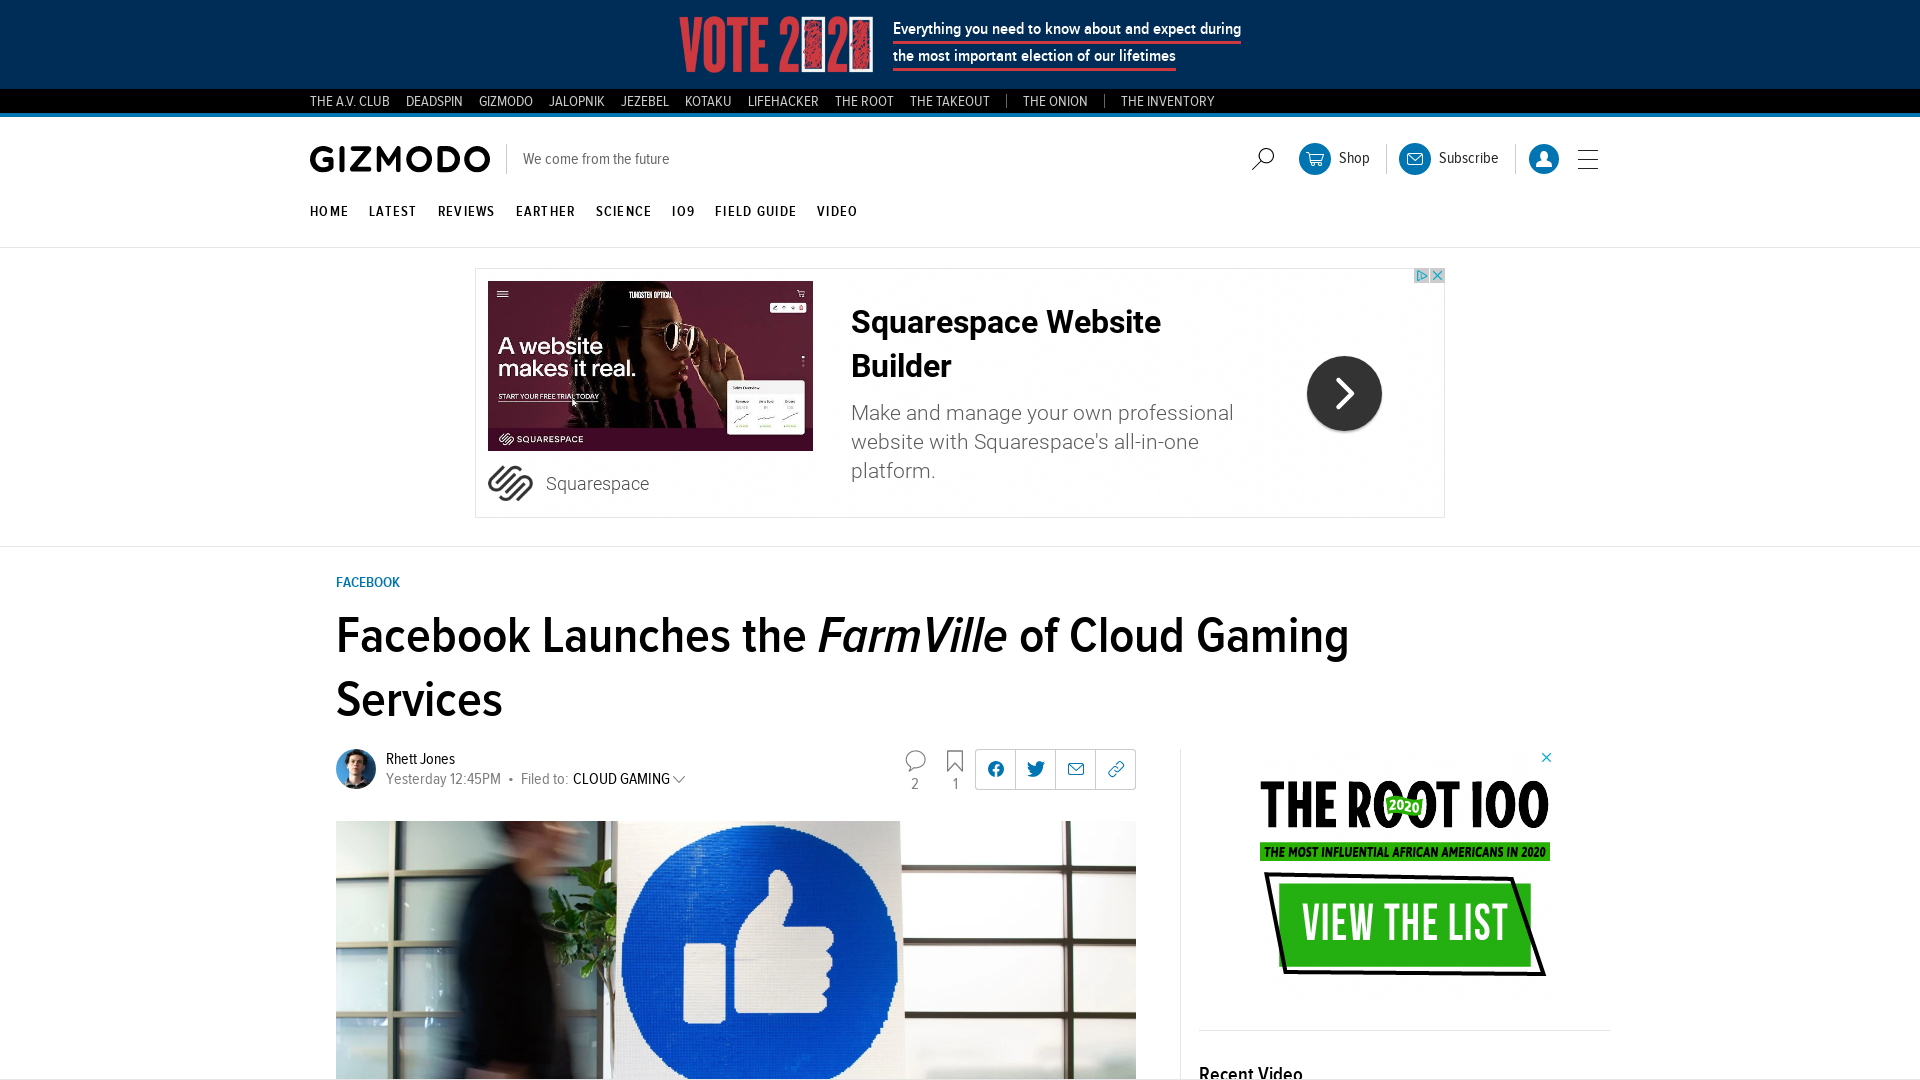 VOTE 2020
Everything you need to know about and expect during
the most important election of our lifetimes
THE A.V. CLUB DEADSPIN GIZMODO JALOPNIK JEZEBEL KOTAKU LIFEHACKER THE ROOT THE TAKEOUT THE ONION THE INVENTORY
GIZMODO We come from the future Shop Subscribe
HOME LATEST REVIEWS EARTHER SCIENCE IO9 FIELD GUIDE VIDEO
TUNGSTEN OPTICAL
A website
makes it real.
START YOUR FREE TRIAL TODAY
SQUARESPACE
Squarespace
Squarespace Website
Builder
Make and manage your own professional
website with Squarespace's all-in-one
platform.
FACEBOOK
Facebook Launches the FarmVille of Cloud Gaming
Services
Rhett Jones
Yesterday 12:45PM • Filed to: CLOUD GAMING
2 1
THE ROOT 100
2020
THE MOST INFLUENTIAL AFRICAN AMERICANS IN 2020
VIEW THE LIST
Recent Video